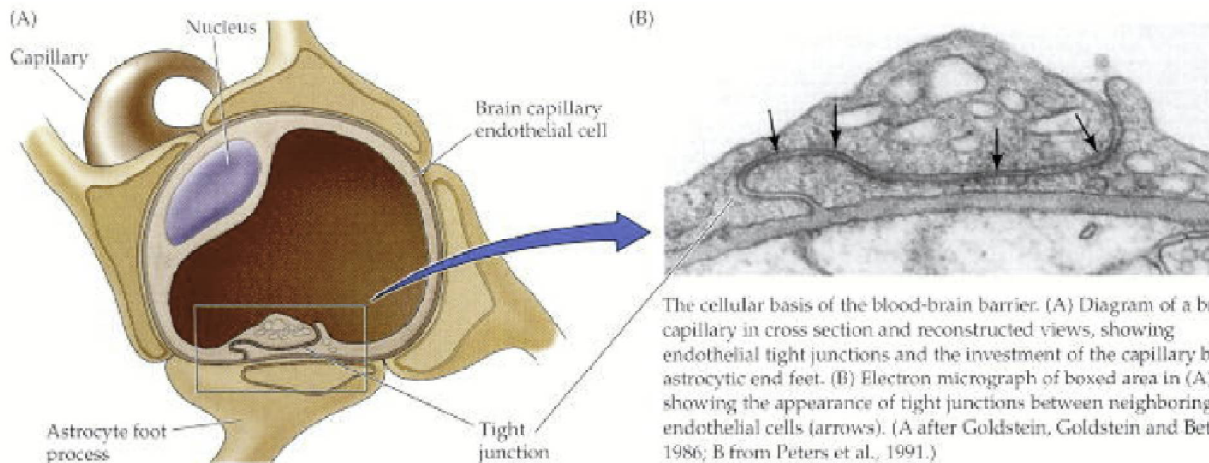 (A)
Nucleus
Capillary
Brain capillary
endothelial cell
Astrocyte foot
process
Tight
junction
(B)
The cellular basis of the blood-brain barrier. (A) Diagram of a b
capillary in cross section and reconstructed views, showing
endothelial tight junctions and the investment of the capillary b
astrocytic end feet. (B) Electron micrograph of boxed area in (A)
showing the appearance of tight junctions between neighboring
endothelial cells (arrows). (A after Goldstein, Goldstein and Bet
1986; B from Peters et al., 1991.)